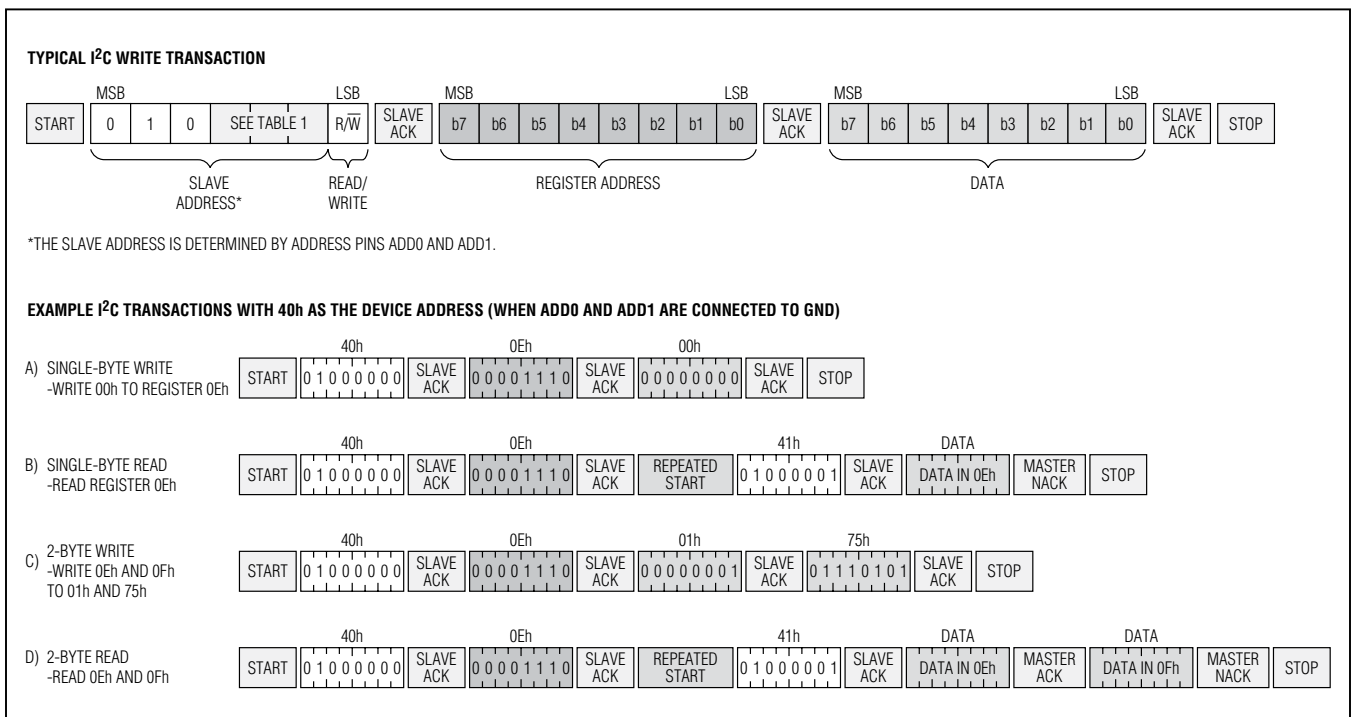 TYPICAL I2C WRITE TRANSACTION
MSB LSB MSB LSB MSB LSB
START 0 1 0 SEE TABLE 1 R/W̅ SLAVE ACK b7 b6 b5 b4 b3 b2 b1 b0 SLAVE ACK b7 b6 b5 b4 b3 b2 b1 b0 SLAVE ACK STOP
SLAVE ADDRESS* READ/WRITE REGISTER ADDRESS DATA
*THE SLAVE ADDRESS IS DETERMINED BY ADDRESS PINS ADD0 AND ADD1.
EXAMPLE I2C TRANSACTIONS WITH 40h AS THE DEVICE ADDRESS (WHEN ADD0 AND ADD1 ARE CONNECTED TO GND)
40h 0Eh 00h
A) SINGLE-BYTE WRITE
-WRITE 00h TO REGISTER 0Eh
START 0 1 0 0 0 0 0 0 SLAVE ACK 0 0 0 0 1 1 1 0 SLAVE ACK 0 0 0 0 0 0 0 0 SLAVE ACK STOP
40h 0Eh 41h DATA
B) SINGLE-BYTE READ
-READ REGISTER 0Eh
START 0 1 0 0 0 0 0 0 SLAVE ACK 0 0 0 0 1 1 1 0 SLAVE ACK REPEATED START 0 1 0 0 0 0 0 1 SLAVE ACK DATA IN 0Eh MASTER NACK STOP
40h 0Eh 01h 75h
C) 2-BYTE WRITE
-WRITE 0Eh AND 0Fh
TO 01h AND 75h
START 0 1 0 0 0 0 0 0 SLAVE ACK 0 0 0 0 1 1 1 0 SLAVE ACK 0 0 0 0 0 0 0 1 SLAVE ACK 0 1 1 1 0 1 0 1 SLAVE ACK STOP
40h 0Eh 41h DATA DATA
D) 2-BYTE READ
-READ 0Eh AND 0Fh
START 0 1 0 0 0 0 0 0 SLAVE ACK 0 0 0 0 1 1 1 0 SLAVE ACK REPEATED START 0 1 0 0 0 0 0 1 SLAVE ACK DATA IN 0Eh MASTER ACK DATA IN 0Fh MASTER NACK STOP